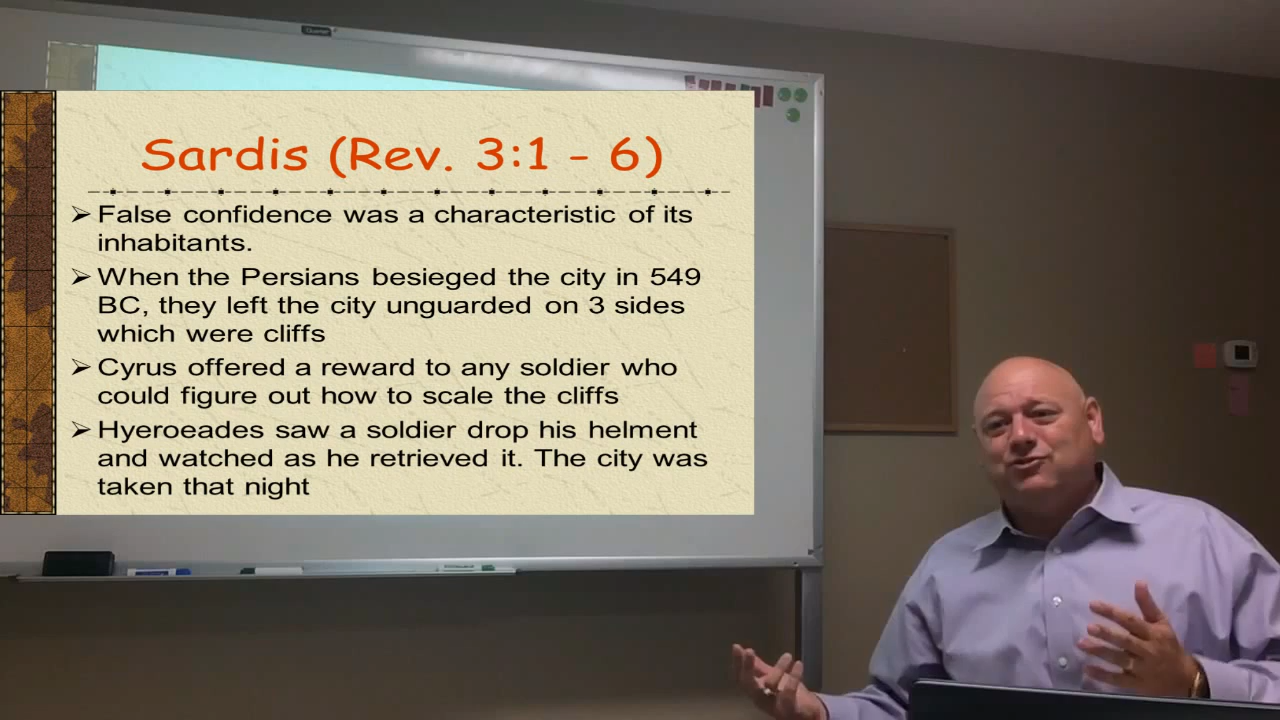 Sardis (Rev. 3:1 - 6)
➢ False confidence was a characteristic of its
inhabitants.
➢ When the Persians besieged the city in 549
BC, they left the city unguarded on 3 sides
which were cliffs
➢ Cyrus offered a reward to any soldier who
could figure out how to scale the cliffs
➢ Hyeroeades saw a soldier drop his helment
and watched as he retrieved it. The city was
taken that night